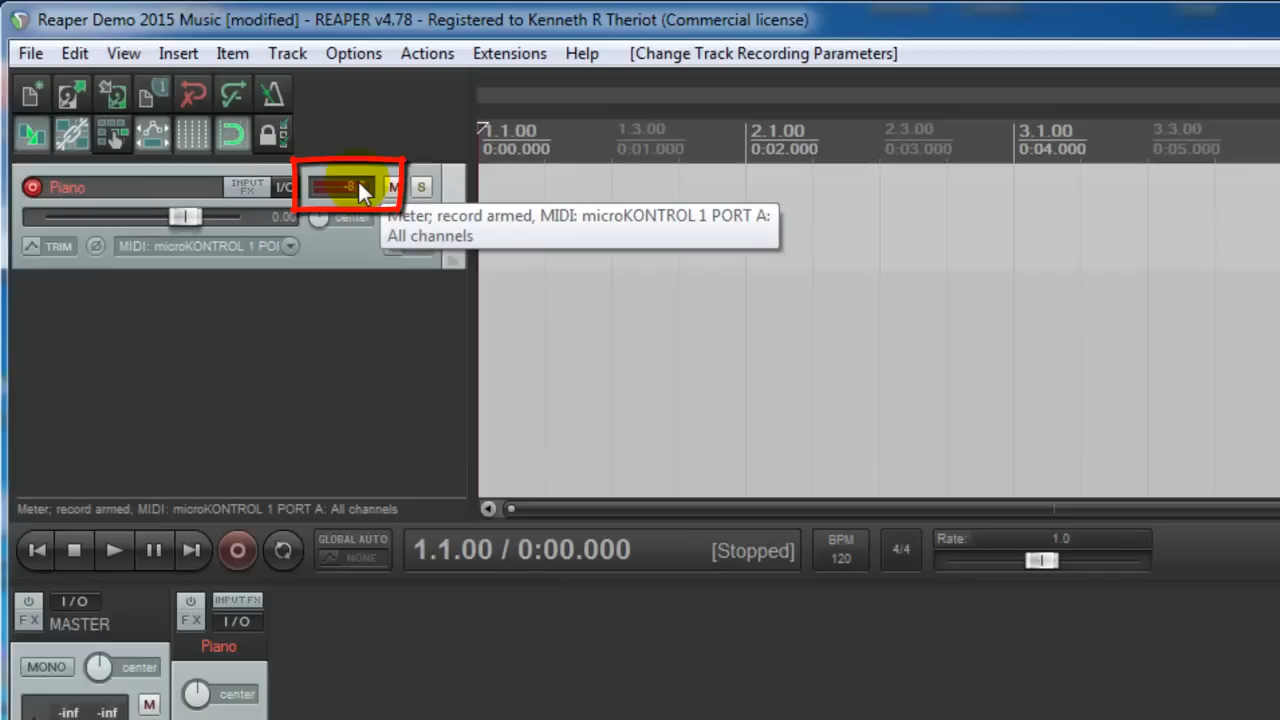 Reaper Demo 2015 Music [modified] - REAPER v4.78 - Registered to Kenneth R Theriot (Commercial license)
File Edit View Insert Item Track Options Actions Extensions Help [Change Track Recording Parameters]
1.1.00 1.3.00 2.1.00 2.3.00 3.1.00 3.3.00
0:00.000 0:01.000 0:02.000 0:03.000 0:04.000 0:05.000
Piano INPUT FX I/O M S
0.00 center
Meter; record armed, MIDI: microKONTROL 1 PORT A:
All channels
TRIM MIDI: microKONTROL 1 POI
Meter; record armed, MIDI: microKONTROL 1 PORT A: All channels
GLOBAL AUTO
NONE
1.1.00 / 0:00.000 [Stopped]
BPM
120
4/4
Rate: 1.0
FX I/O
MASTER
MONO center
-inf -inf M
FX INPUT FX
I/O
Piano
center